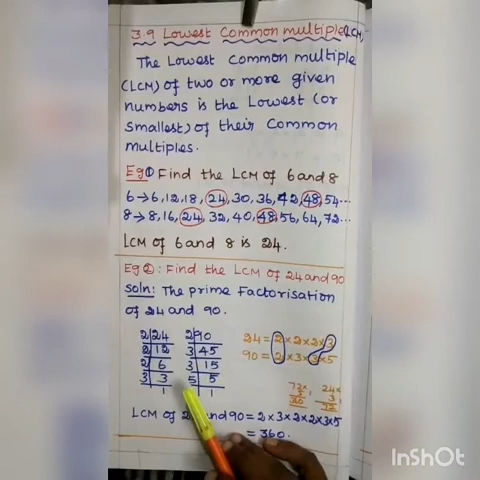 3.9 Lowest Common multiple(LCM)
The Lowest Common multiple
(LCM) of two or more given
numbers is the Lowest (or
Smallest) of their Common
multiples.
Eg① Find the LCM of 6 and 8
6→6,12,18,24,30,36,42,48,54...
8→8,16,24,32,40,48,56,64,72...
LCM of 6 and 8 is 24.
Eg②: Find the LCM of 24 and 90
Soln: The prime Factorisation
of 24 and 90.
2|24 2|90
2|12 3|45
2|6 3|15
3|3 5|5
1 1
24 = 2×2×2×3
90 = 2×3×3×5
24×
3
72
LCM of 2 and 90 = 2×3×2×2×3×5
= 360.
InShOt